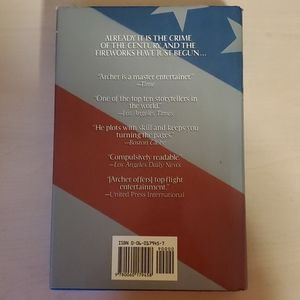 ALREADY IT IS THE CRIME
OF THE CENTURY, AND THE
FIREWORKS HAVE JUST BEGUN....
"Archer is a master entertainer."
—Time
"One of the top ten storytellers in
the world."
—Los Angeles Times
"He plots with skill and keeps you
turning the pages."
—Boston Globe
"Compulsively readable."
—Los Angeles Daily News
"[Archer offers] top flight
entertainment."
—United Press International
ISBN 0-06-017945-7
90000